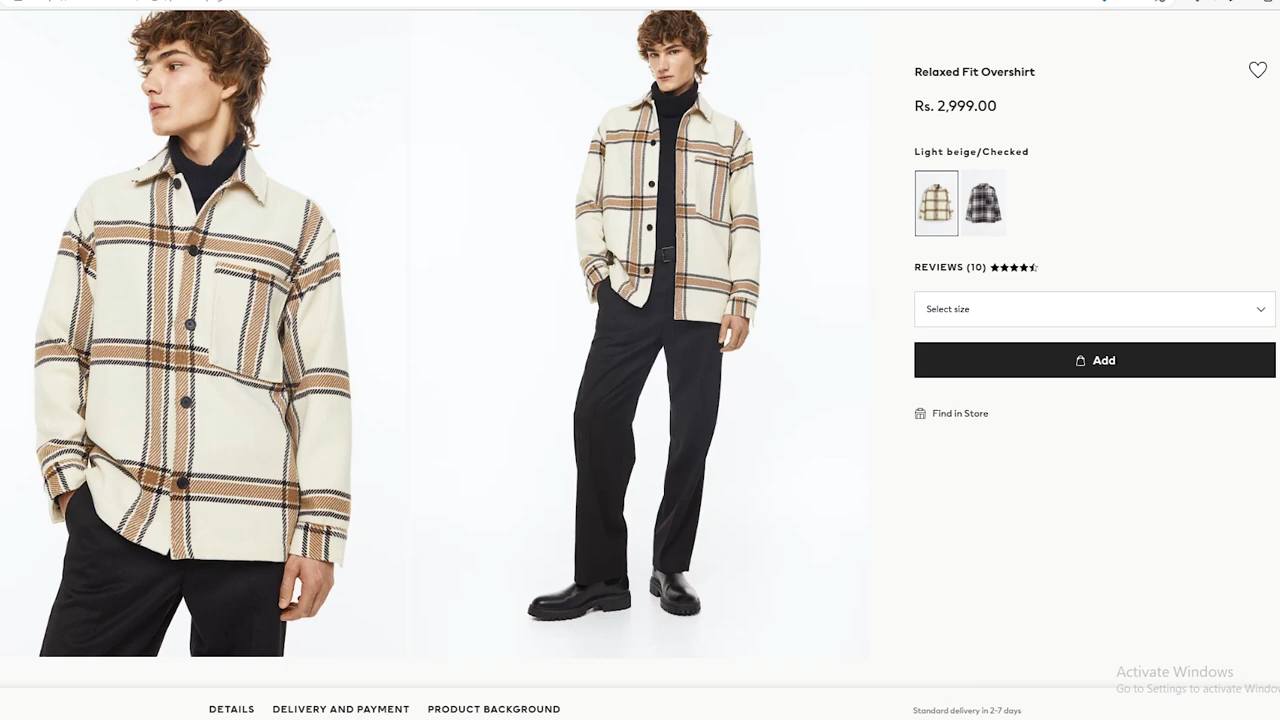 Relaxed Fit Overshirt
Rs. 2,999.00
Light beige/Checked
REVIEWS (10)
Select size
Add
Find in Store
Activate Windows
Go to Settings to activate Windo
DETAILS DELIVERY AND PAYMENT PRODUCT BACKGROUND
Standard delivery in 2-7 days